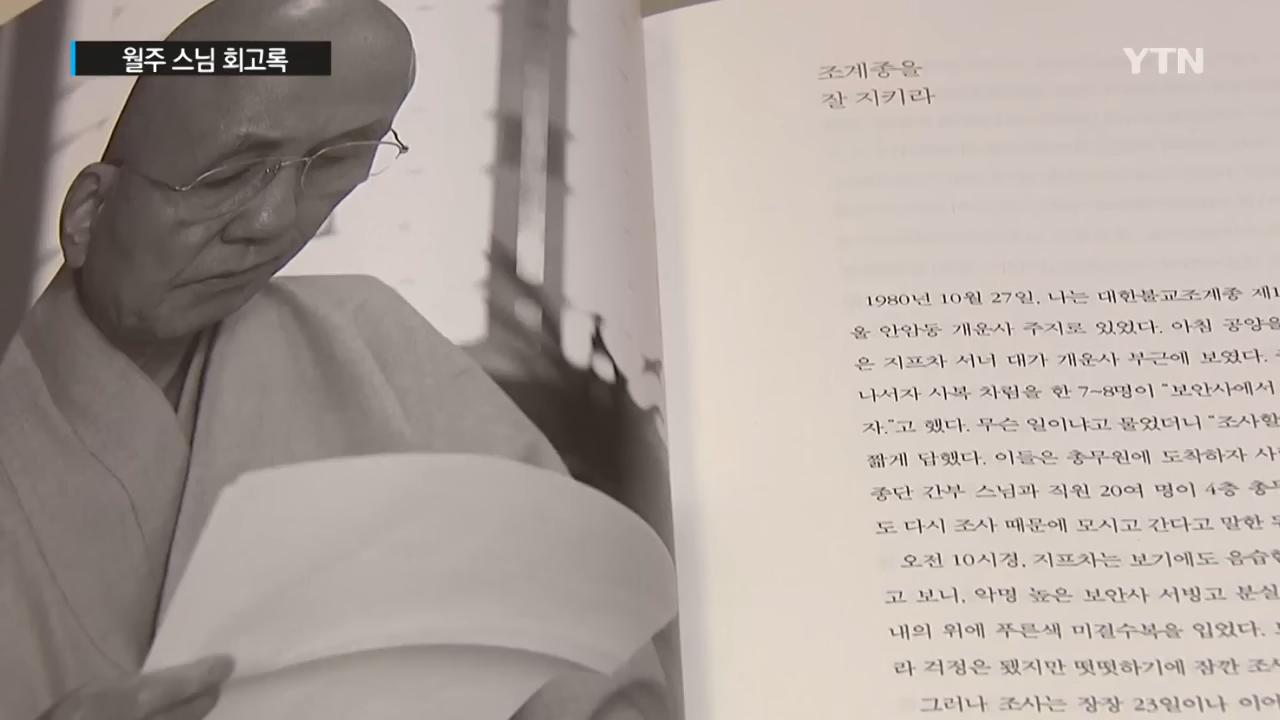 월주 스님 회고록
YTN
조계종을
잘 지키라
1980년 10월 27일, 나는 대한불교조계종 제1
울 안암동 개운사 주지로 있었다. 아침 공양을
은 지프차 서너 대가 개운사 부근에 보였다.
나서자 사복 차림을 한 7~8명이 “보안사에서
자.”고 했다. 무슨 일이냐고 물었더니 “조사할
짧게 답했다. 이들은 총무원에 도착하자 사
종단 간부 스님과 직원 20여 명이 4층 총무
도 다시 조사 때문에 모시고 간다고 말한 뒤
오전 10시경, 지프차는 보기에도 음습한
고 보니, 악명 높은 보안사 서빙고 분실
내의 위에 푸른색 미결수복을 입었다.
라 걱정은 됐지만 떳떳하기에 잠깐 조사
그러나 조사는 장장 23일이나 이어